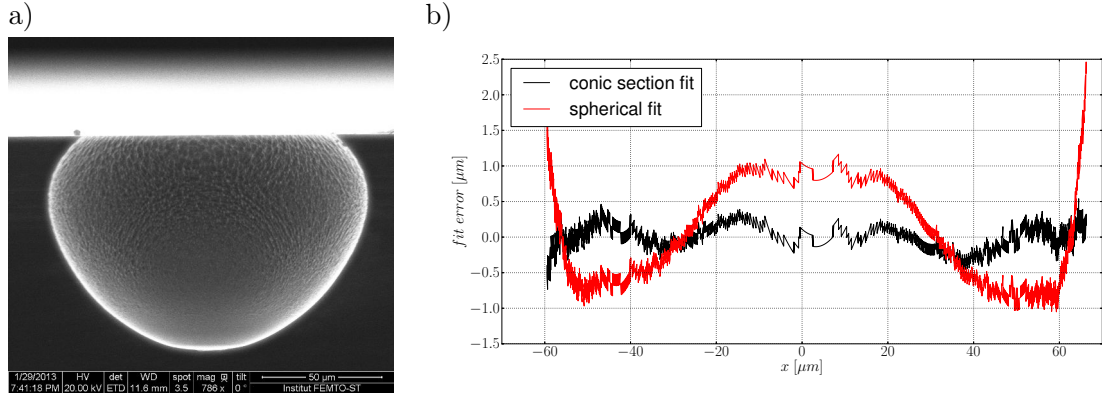 a)
b)
1/29/2013 HV det WD spot mag tilt 50 µm
7:41:18 PM 20.00 kV ETD 11.6 mm 3.5 786 x 0° Institut FEMTO-ST
2.5
2.0
1.5
1.0
0.5
0.0
−0.5
−1.0
−1.5
fit error [µm]
conic section fit
spherical fit
−60 −40 −20 0 20 40 60
x [µm]